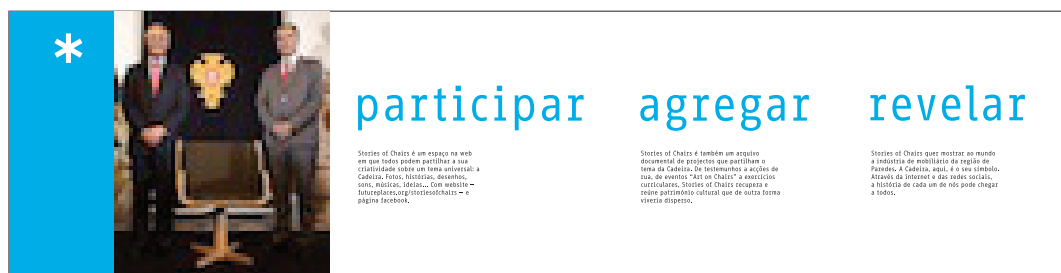 *
participar
agregar
revelar
Stories of Chairs é um espaço na web
em que todos podem partilhar a sua
criatividade sobre um tema universal: a
Cadeira. Fotos, histórias, desenhos,
sons, músicas, ideias... Com website –
futureplaces.org/storiesofchairs – e
página facebook.
Stories of Chairs é também um arquivo
documental de projectos que partilham o
tema da Cadeira. De testemunhos a acções de
rua, de eventos "Art on Chairs" a exercícios
curriculares, Stories of Chairs recupera e
reúne património cultural que de outra forma
viveria disperso.
Stories of Chairs quer mostrar ao mundo
a indústria de mobiliário da região de
Paredes. A Cadeira, aqui, é o seu símbolo.
Através da internet e das redes sociais,
a história de cada um de nós pode chegar
a todos.